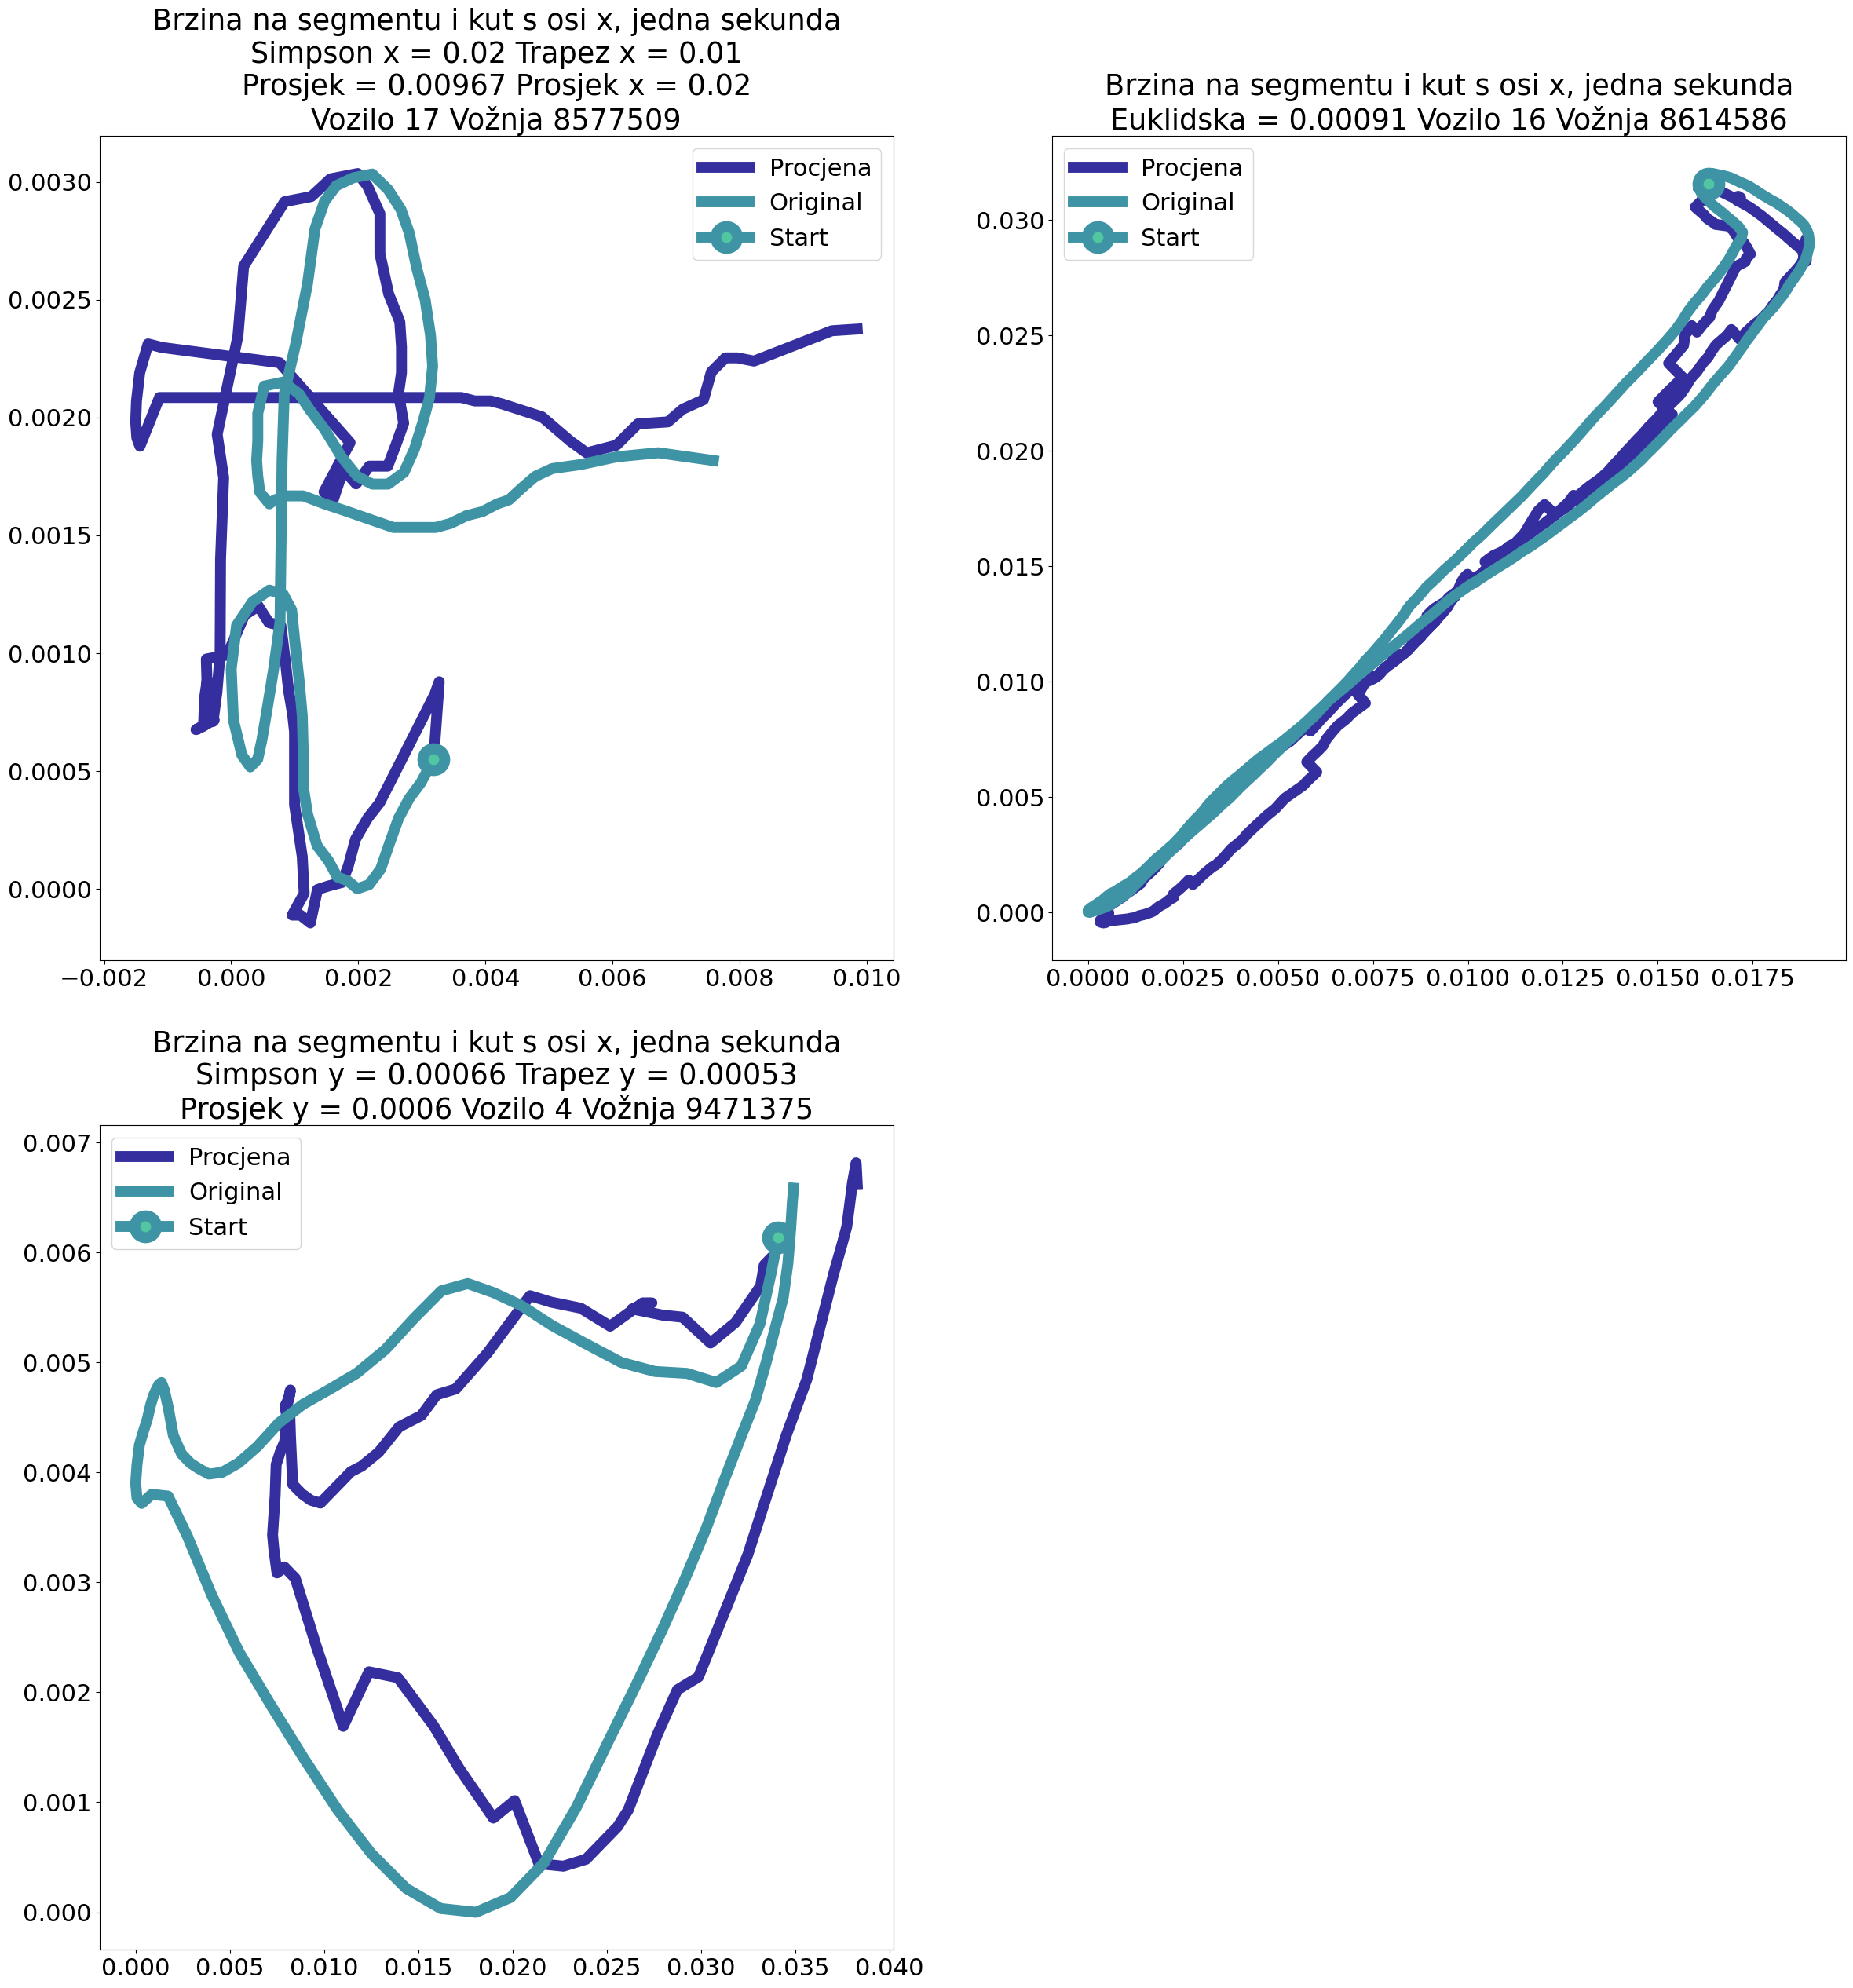 Brzina na segmentu i kut s osi x, jedna sekunda
Simpson x = 0.02 Trapez x = 0.01
Prosjek = 0.00967 Prosjek x = 0.02
Vozilo 17 Vožnja 8577509
Procjena
Original
Start
0.0030
0.0025
0.0020
0.0015
0.0010
0.0005
0.0000
−0.002 0.000 0.002 0.004 0.006 0.008 0.010
Brzina na segmentu i kut s osi x, jedna sekunda
Euklidska = 0.00091 Vozilo 16 Vožnja 8614586
Procjena
Original
Start
0.030
0.025
0.020
0.015
0.010
0.005
0.000
0.0000 0.0025 0.0050 0.0075 0.0100 0.0125 0.0150 0.0175
Brzina na segmentu i kut s osi x, jedna sekunda
Simpson y = 0.00066 Trapez y = 0.00053
Prosjek y = 0.0006 Vozilo 4 Vožnja 9471375
Procjena
Original
Start
0.007
0.006
0.005
0.004
0.003
0.002
0.001
0.000
0.000 0.005 0.010 0.015 0.020 0.025 0.030 0.035 0.040